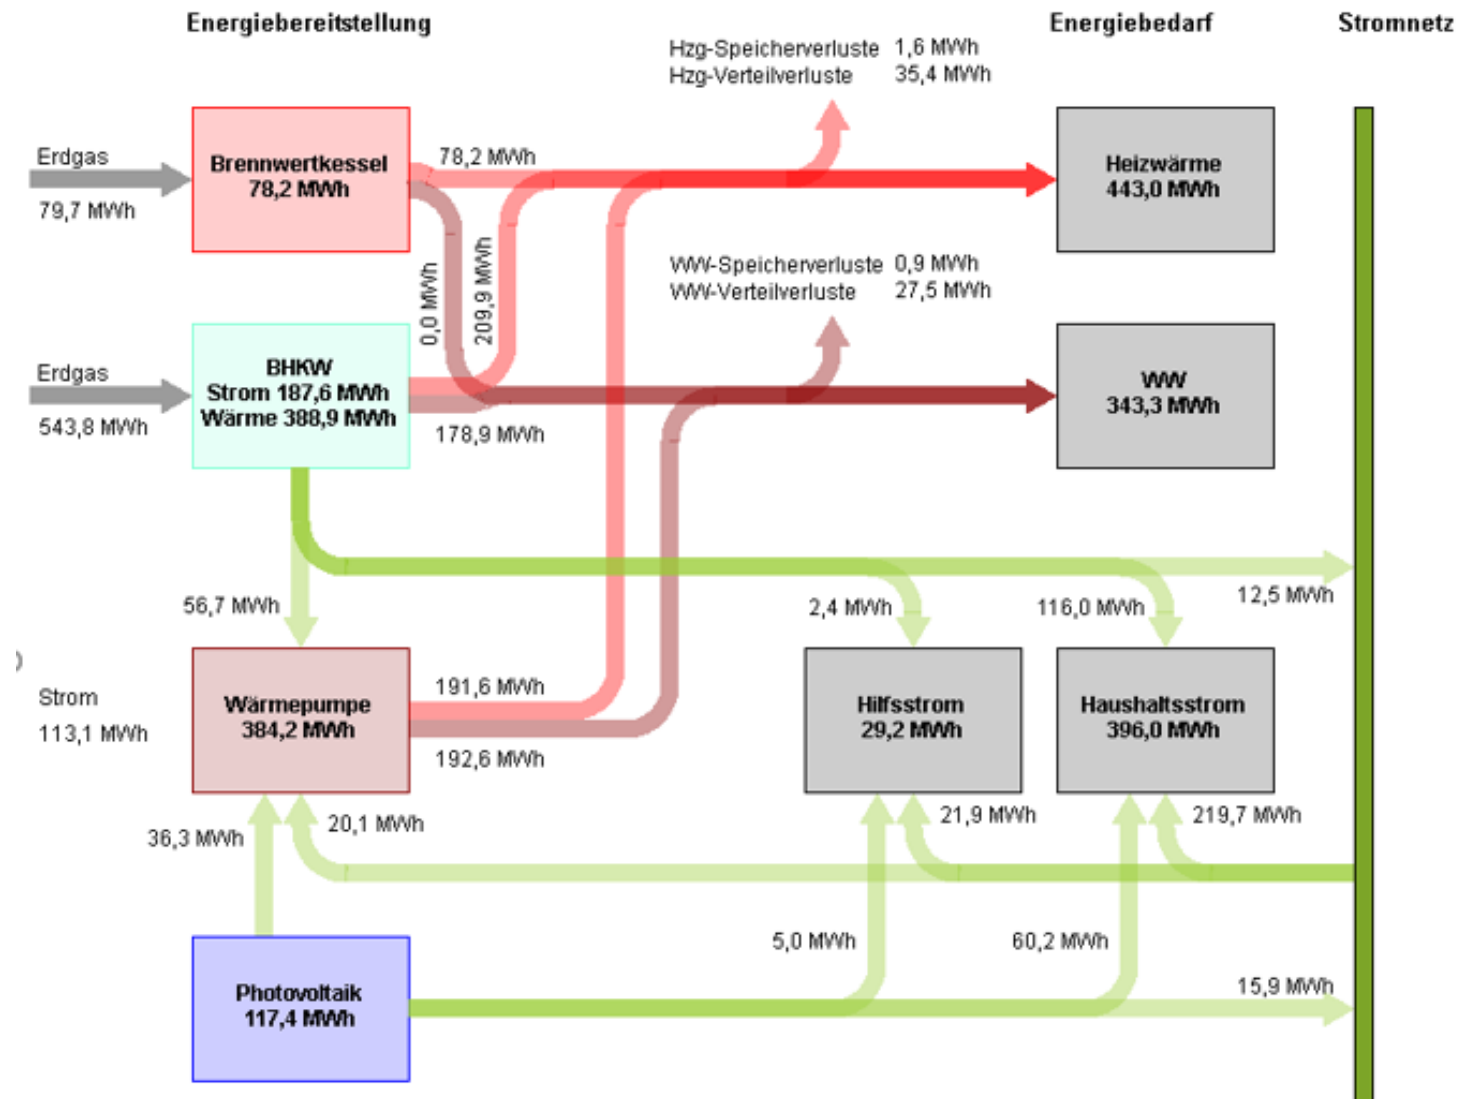 Energiebereitstellung
Energiebedarf
Stromnetz
Hzg-Speicherverluste 1,6 MWh
Hzg-Verteilverluste 35,4 MWh
Erdgas
79,7 MWh
Brennwertkessel
78,2 MWh
78,2 MWh
Heizwärme
443,0 MWh
0,0 MWh
209,9 MWh
WW-Speicherverluste 0,9 MWh
WW-Verteilverluste 27,5 MWh
Erdgas
543,8 MWh
BHKW
Strom 187,6 MWh
Wärme 388,9 MWh
178,9 MWh
WW
343,3 MWh
56,7 MWh
2,4 MWh
116,0 MWh
12,5 MWh
Strom
113,1 MWh
Wärmepumpe
384,2 MWh
191,6 MWh
192,6 MWh
Hilfsstrom
29,2 MWh
Haushaltsstrom
396,0 MWh
36,3 MWh
20,1 MWh
21,9 MWh
219,7 MWh
5,0 MWh
60,2 MWh
15,9 MWh
Photovoltaik
117,4 MWh